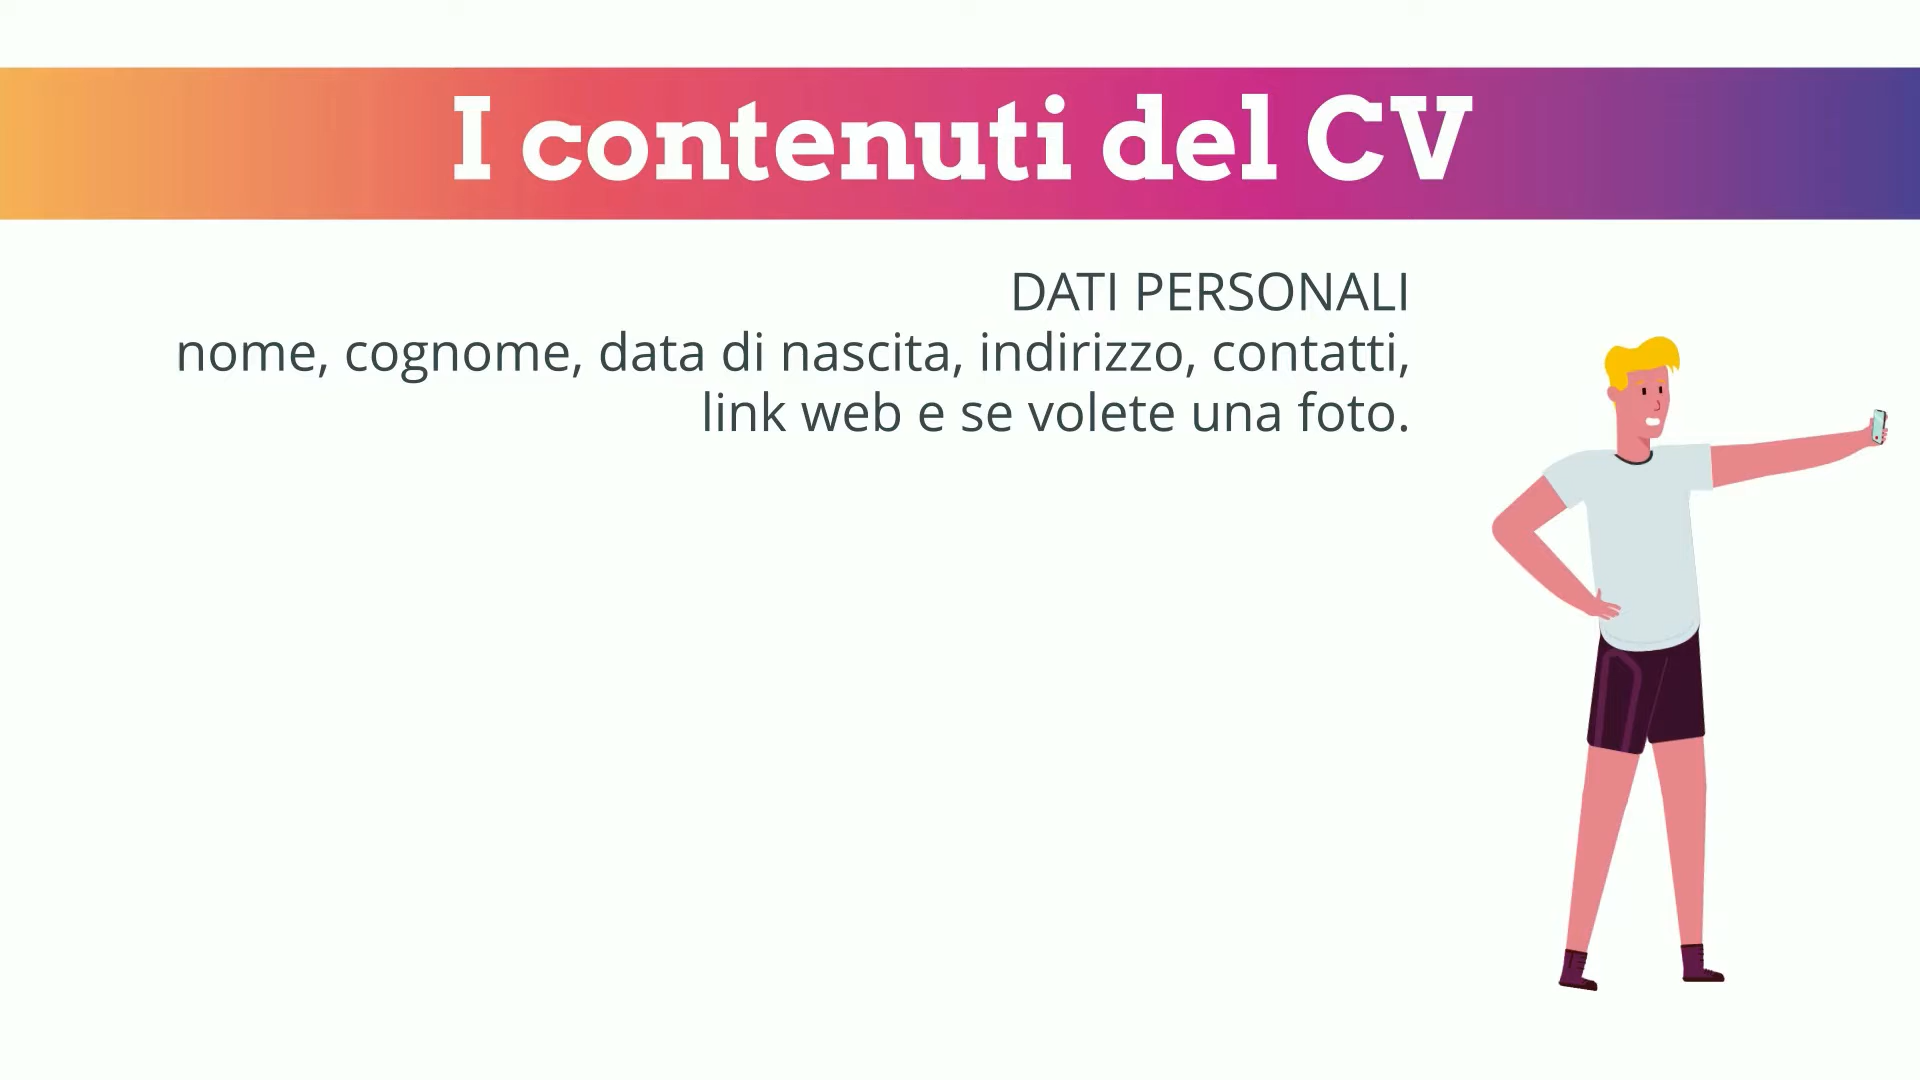 I contenuti del CV
DATI PERSONALI
nome, cognome, data di nascita, indirizzo, contatti,
link web e se volete una foto.